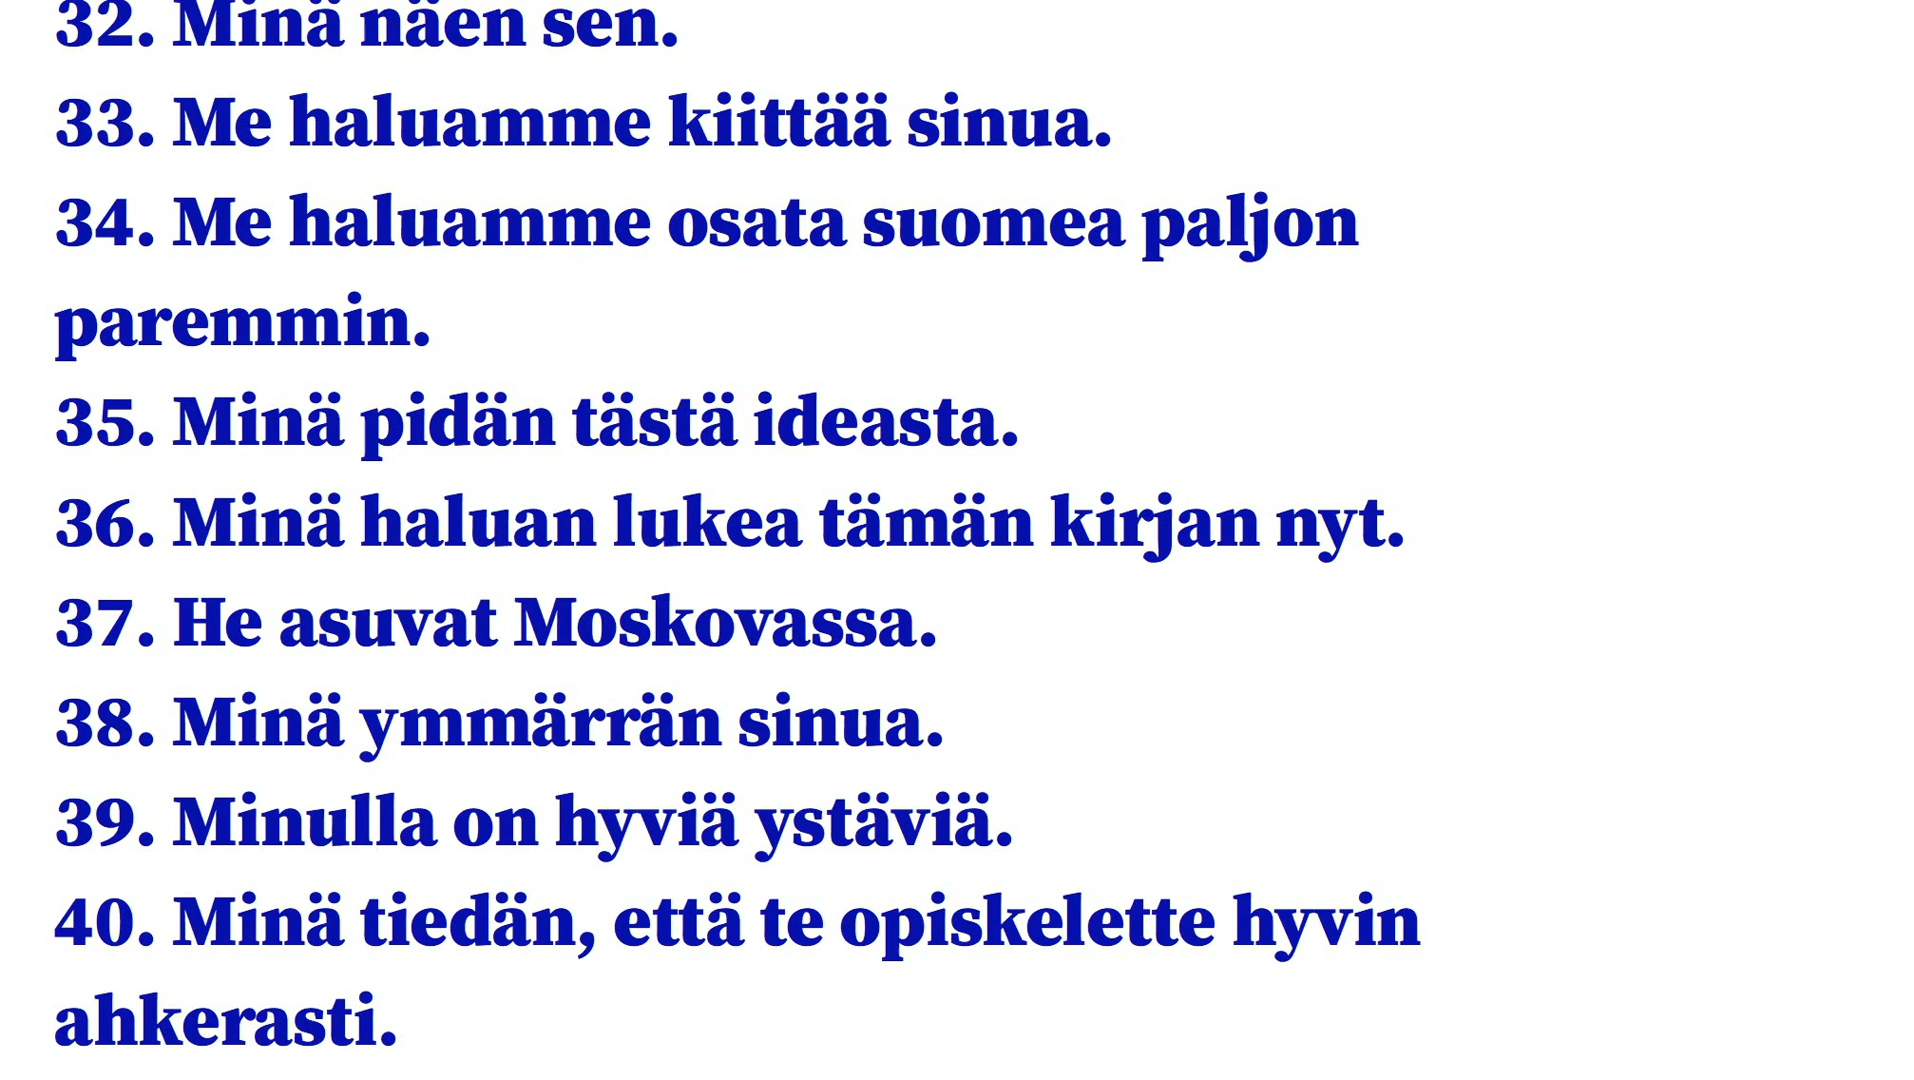 32. Minä näen sen.
33. Me haluamme kiittää sinua.
34. Me haluamme osata suomea paljon
paremmin.
35. Minä pidän tästä ideasta.
36. Minä haluan lukea tämän kirjan nyt.
37. He asuvat Moskovassa.
38. Minä ymmärrän sinua.
39. Minulla on hyviä ystäviä.
40. Minä tiedän, että te opiskelette hyvin
ahkerasti.